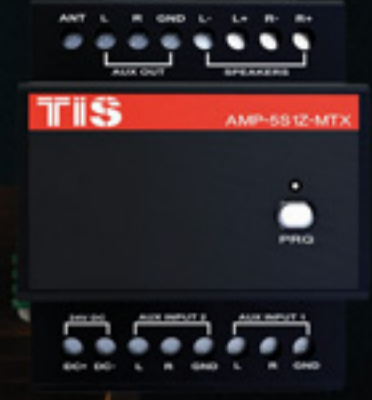 ANT L R GND L- L+ R- R+
AUX OUT SPEAKERS
TIS
AMP-5S1Z-MTX
PRG
24V DC AUX INPUT 2 AUX INPUT 1
DC+ DC- L R GND L R GND